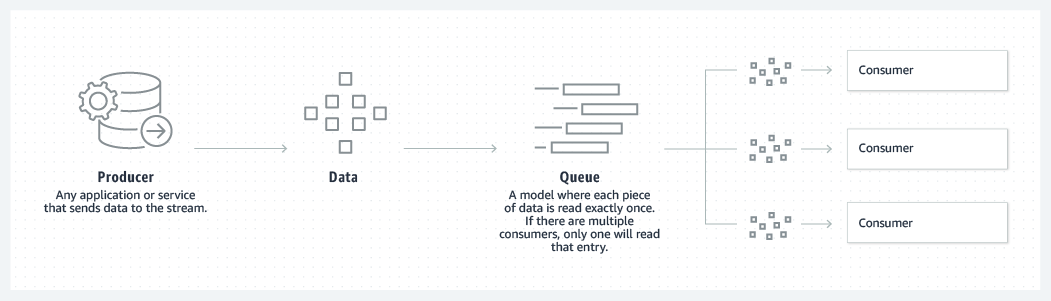 Producer
Any application or service
that sends data to the stream.
Data
Queue
A model where each piece
of data is read exactly once.
If there are multiple
consumers, only one will read
that entry.
Consumer
Consumer
Consumer